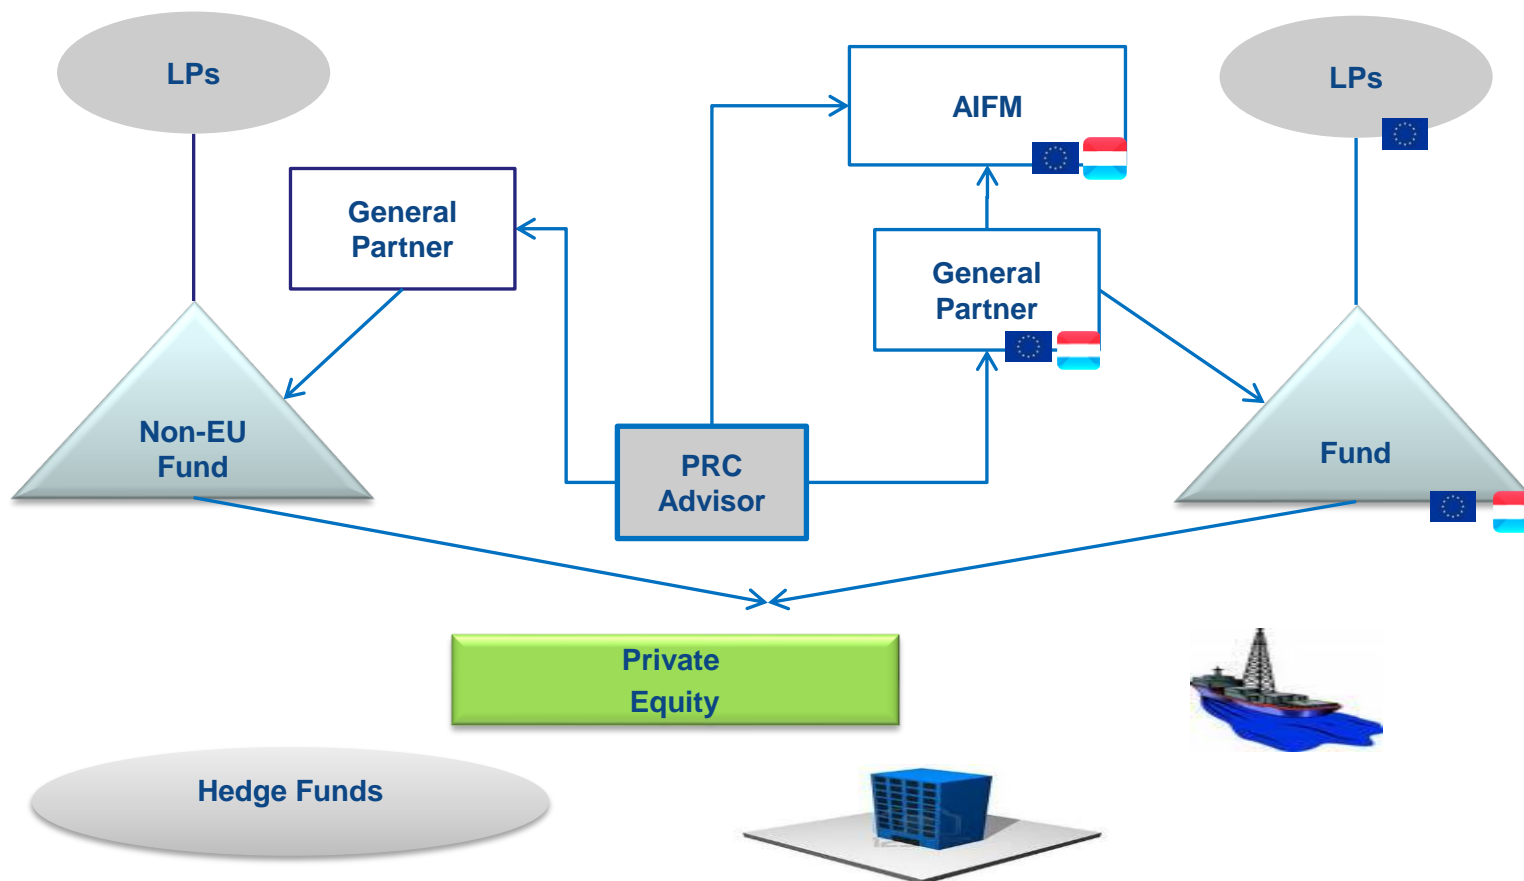 LPs
LPs
AIFM
General
Partner
General
Partner
Non-EU
Fund
PRC
Advisor
Fund
Private
Equity
Hedge Funds